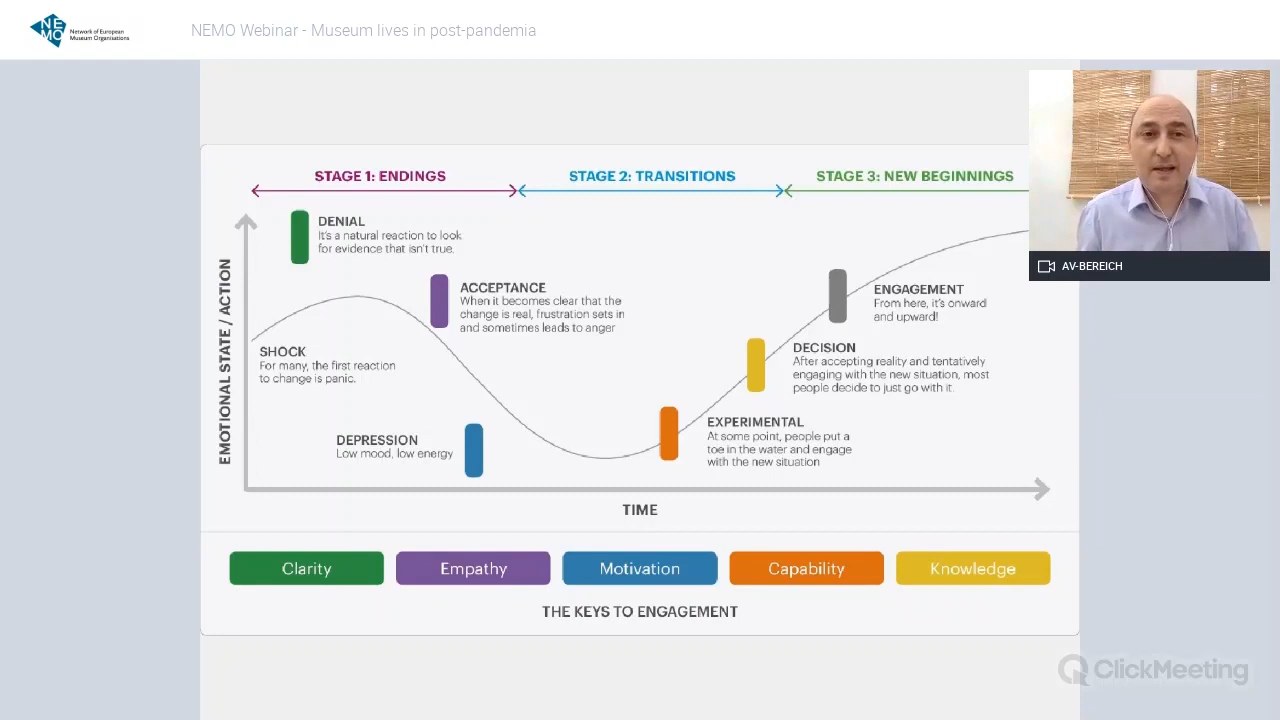 NEMO Webinar - Museum lives in post-pandemia
NE
MO
Network of European
Museum Organisations
STAGE 1: ENDINGS
STAGE 2: TRANSITIONS
STAGE 3: NEW BEGINNINGS
AV-BEREICH
EMOTIONAL STATE / ACTION
DENIAL
It's a natural reaction to look
for evidence that isn't true.
ACCEPTANCE
When it becomes clear that the
change is real, frustration sets in
and sometimes leads to anger
ENGAGEMENT
From here, it's onward
and upward!
SHOCK
For many, the first reaction
to change is panic.
DECISION
After accepting reality and tentatively
engaging with the new situation, most
people decide to just go with it.
DEPRESSION
Low mood, low energy
EXPERIMENTAL
At some point, people put a
toe in the water and engage
with the new situation
TIME
Clarity
Empathy
Motivation
Capability
Knowledge
THE KEYS TO ENGAGEMENT
ClickMeeting